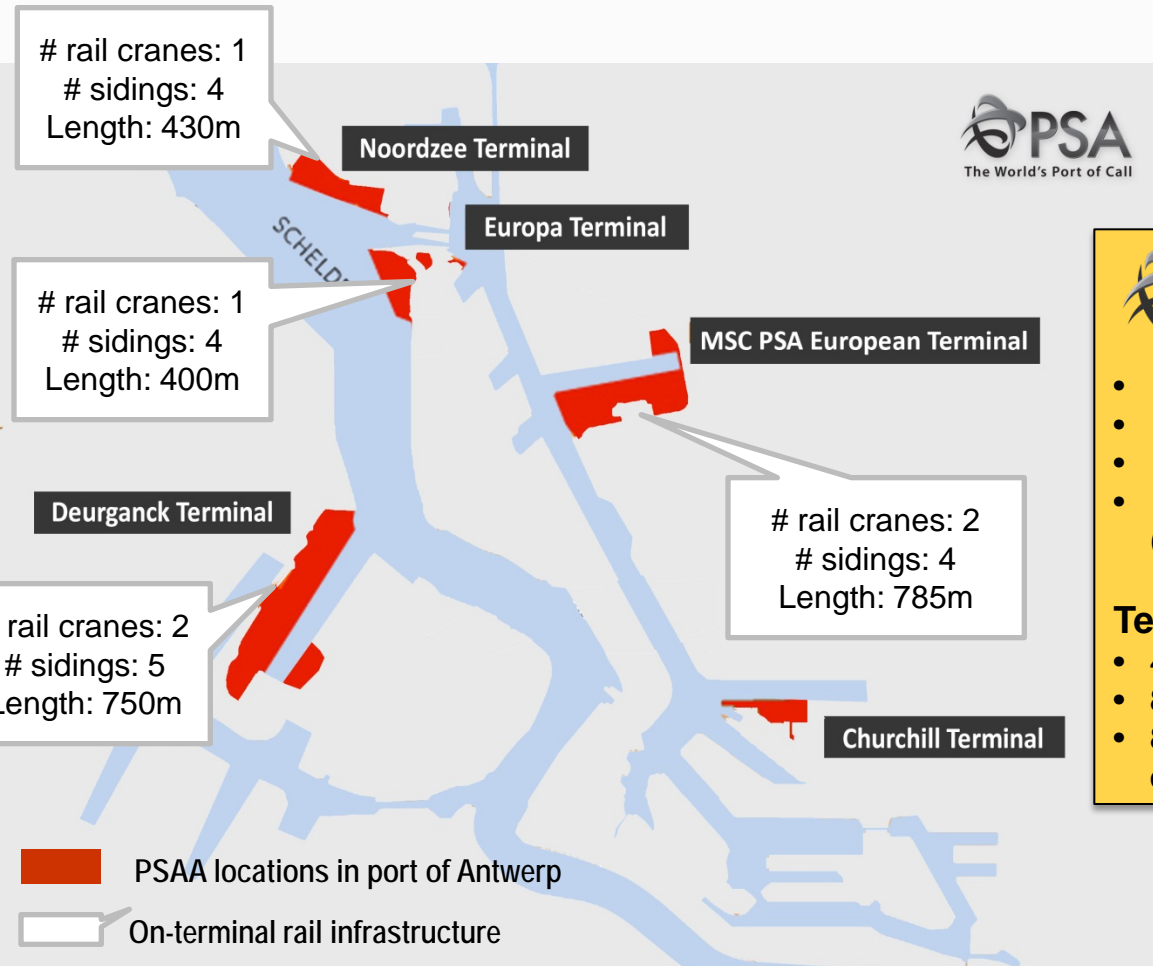 # rail cranes: 1
# sidings: 4
Length: 430m
Noordzee Terminal
PSA
The World's Port of Call
Europa Terminal
SCHELD
# rail cranes: 1
# sidings: 4
Length: 400m
MSC PSA European Terminal
Deurganck Terminal
# rail cranes: 2
# sidings: 4
Length: 785m
rail cranes: 2
# sidings: 5
Length: 750m
Te
Churchill Terminal
PSAA locations in port of Antwerp
On-terminal rail infrastructure